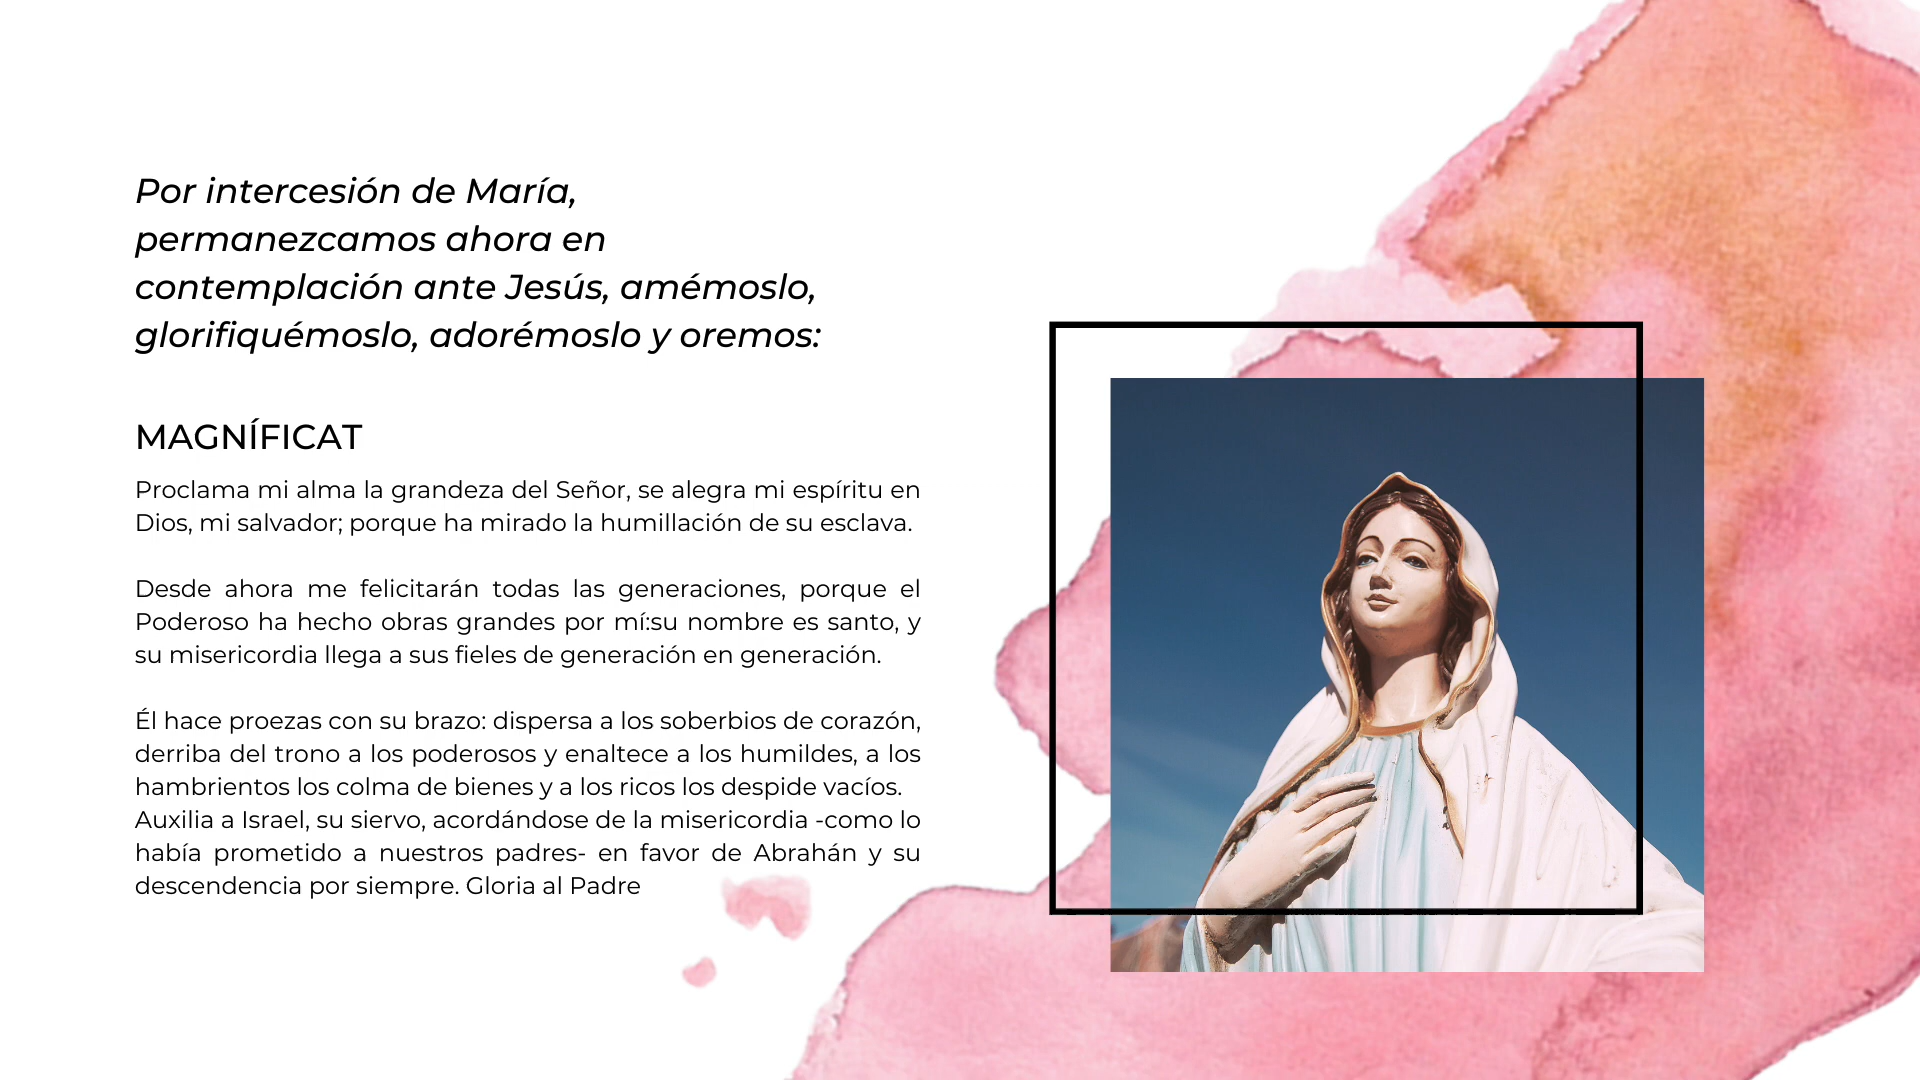 Por intercesión de María,
permanezcamos ahora en
contemplación ante Jesús, amémoslo,
glorifiquémoslo, adorémoslo y oremos:
MAGNÍFICAT
Proclama mi alma la grandeza del Señor, se alegra mi espíritu en
Dios, mi salvador; porque ha mirado la humillación de su esclava.
Desde ahora me felicitarán todas las generaciones, porque el
Poderoso ha hecho obras grandes por mí:su nombre es santo, y
su misericordia llega a sus fieles de generación en generación.
Él hace proezas con su brazo: dispersa a los soberbios de corazón,
derriba del trono a los poderosos y enaltece a los humildes, a los
hambrientos los colma de bienes y a los ricos los despide vacíos.
Auxilia a Israel, su siervo, acordándose de la misericordia -como lo
había prometido a nuestros padres- en favor de Abrahán y su
descendencia por siempre. Gloria al Padre